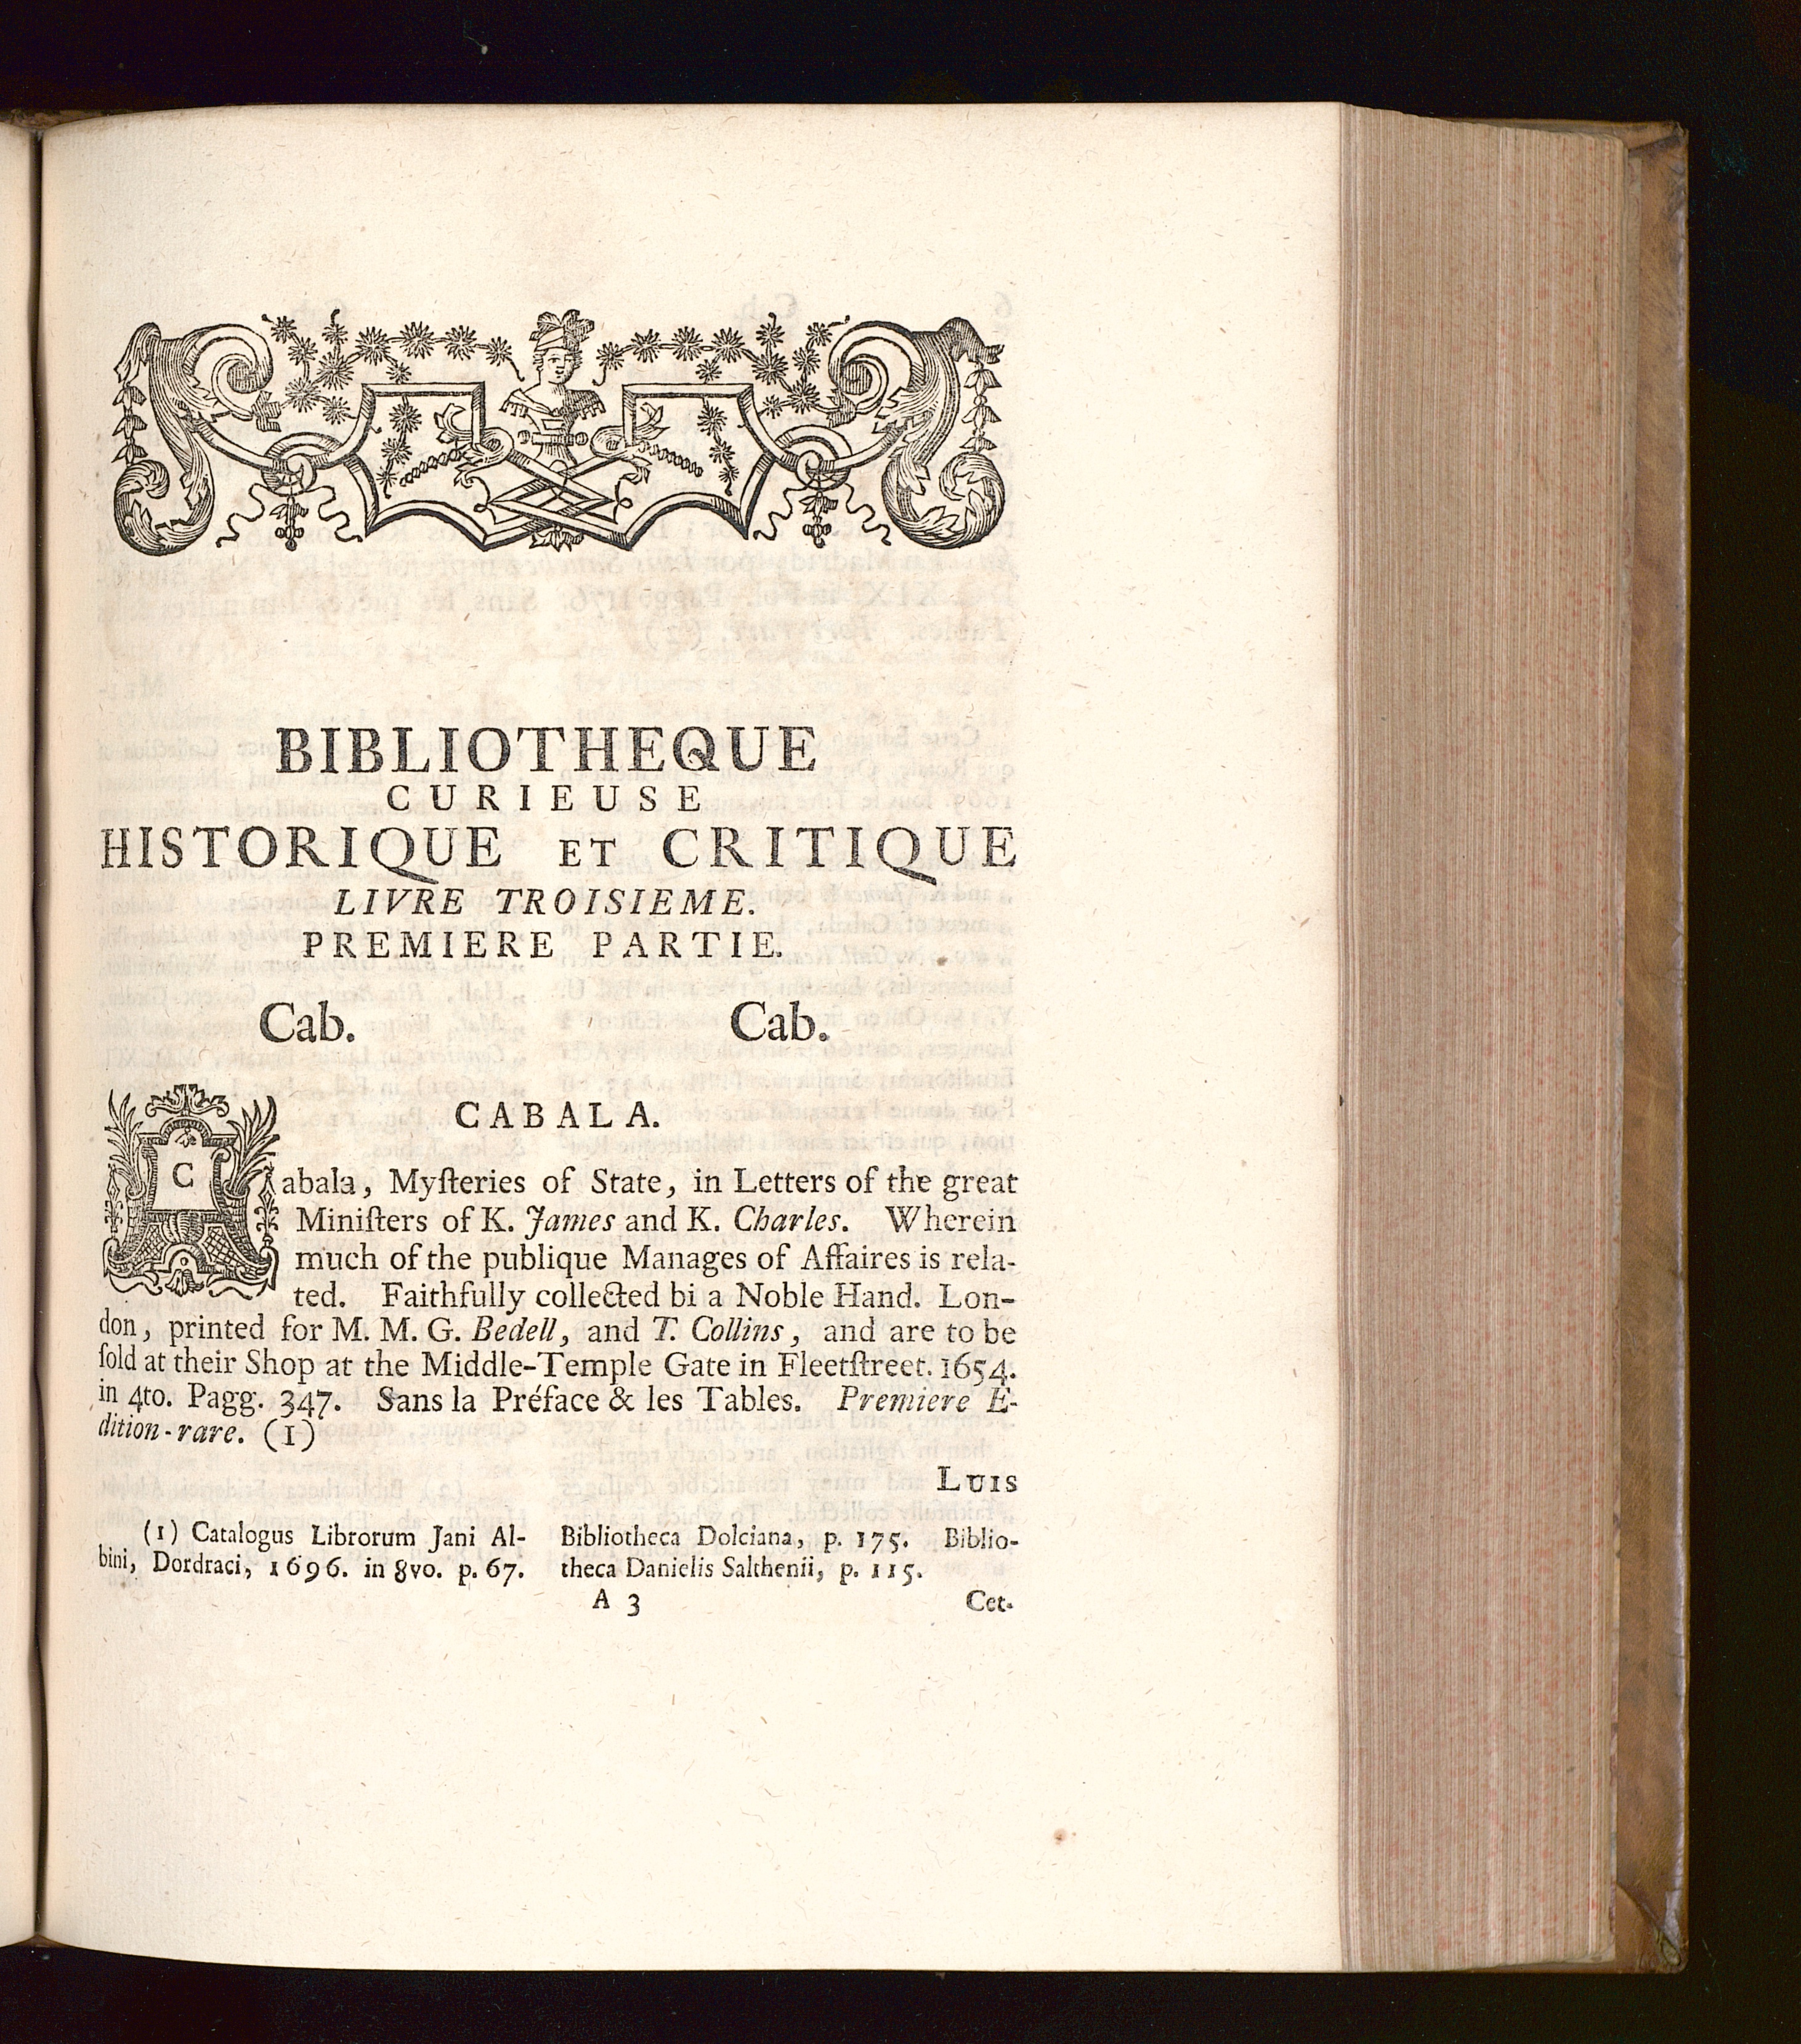 BIBLIOTHEQUE
CURIEUSE
HISTORIQUE ET CRITIQUE
LIVRE TROISIEME.
PREMIERE PARTIE.
Cab. Cab.
CABALA.
Cabala, Myſteries of State, in Letters of the great
Miniſters of K. James and K. Charles. Wherein
much of the publique Manages of Affaires is rela-
ted. Faithfully collected bi a Noble Hand. Lon-
don, printed for M. M. G. Bedell, and T. Collins, and are to be
ſold at their Shop at the Middle-Temple Gate in Fleetſtreet. 1654.
in 4to. Pagg. 347. Sans la Préface & les Tables. Premiere E-
dition-rare. (1)
LUIS
(1) Catalogus Librorum Jani Al-
bini, Dordraci, 1696. in 8vo. p. 67.
Bibliotheca Dolciana, p. 175. Biblio-
theca Danielis Salthenii, p. 115.
A 3 Cet.